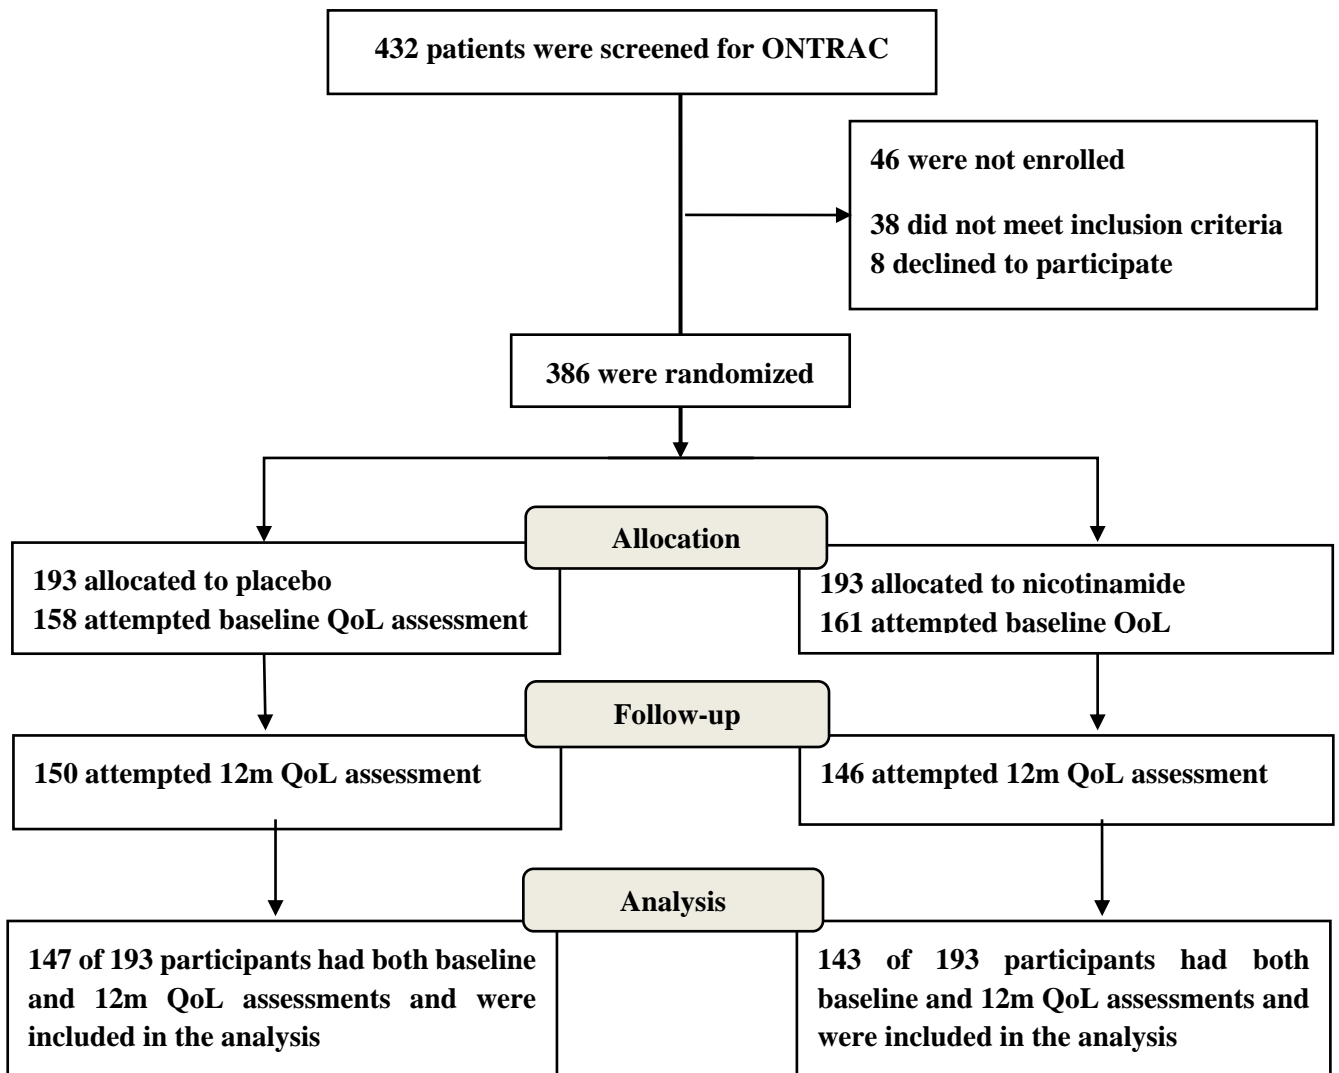 432 patients were screened for ONTRAC
46 were not enrolled
38 did not meet inclusion criteria
8 declined to participate
386 were randomized
Allocation
193 allocated to placebo
158 attempted baseline QoL assessment
193 allocated to nicotinamide
161 attempted baseline QoL
Follow-up
150 attempted 12m QoL assessment
146 attempted 12m QoL assessment
Analysis
147 of 193 participants had both baseline
and 12m QoL assessments and were
included in the analysis
143 of 193 participants had both
baseline and 12m QoL assessments and
were included in the analysis